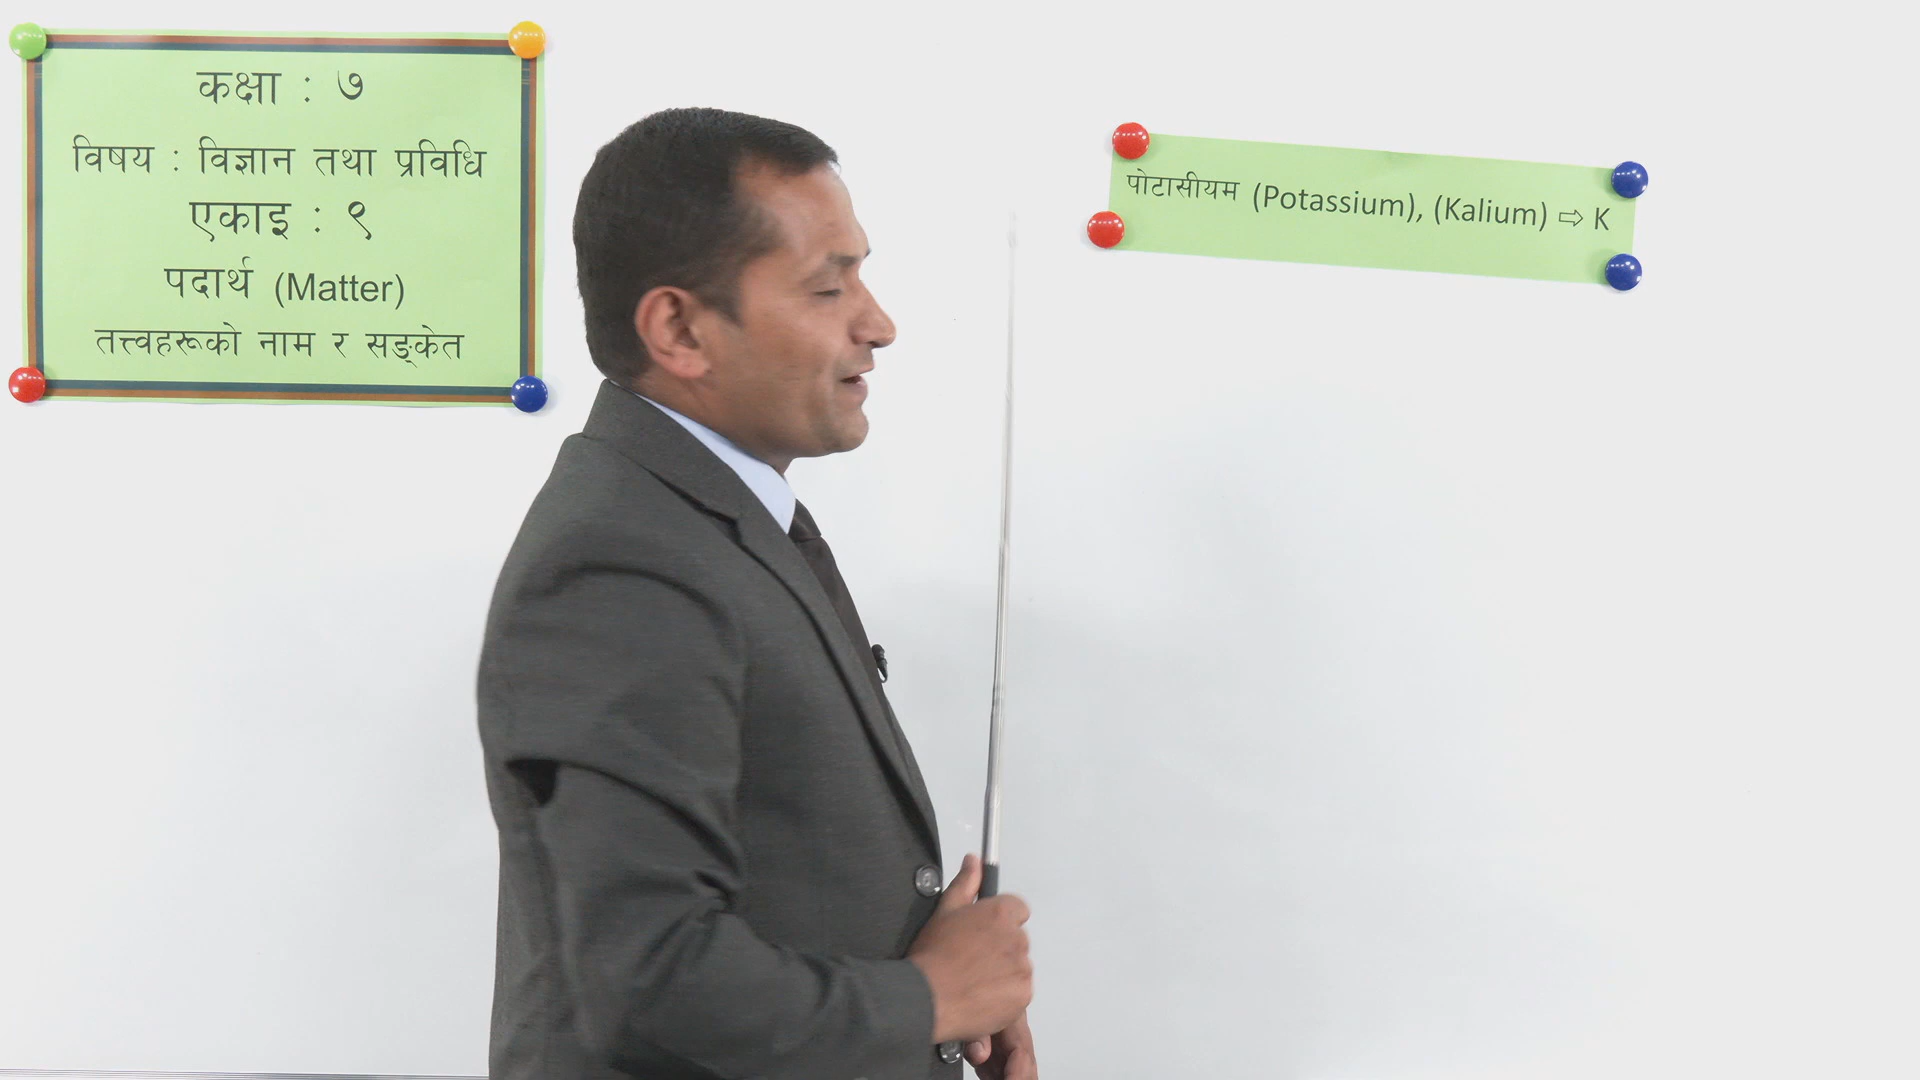 कक्षा : ७
विषय : विज्ञान तथा प्रविधि
एकाइ : ९
पदार्थ (Matter)
तत्त्वहरूको नाम र सङ्केत
पोटासीयम (Potassium), (Kalium) ⇨ K